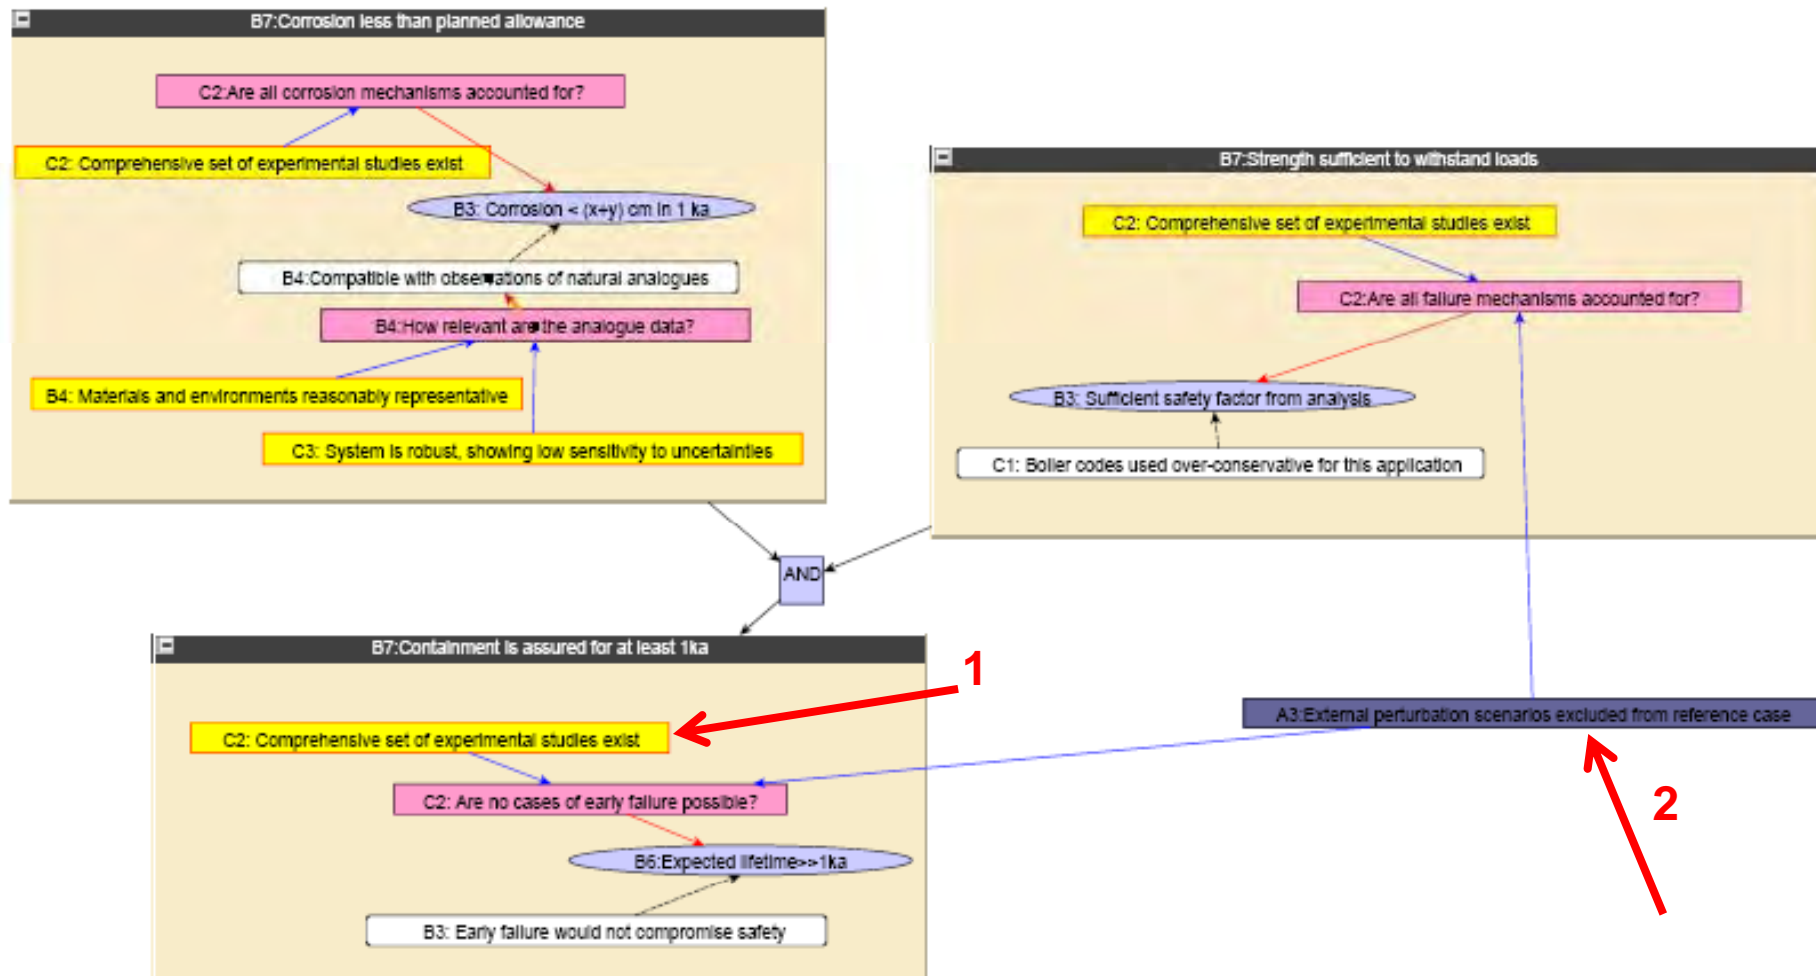 B7:Corrosion less than planned allowance
C2:Are all corrosion mechanisms accounted for?
C2: Comprehensive set of experimental studies exist
B3: Corrosion < (x+y) cm in 1 ka
B4:Compatible with observations of natural analogues
B4:How relevant are the analogue data?
B4: Materials and environments reasonably representative
C3: System is robust, showing low sensitivity to uncertainties
B7:Strength sufficient to withstand loads
C2: Comprehensive set of experimental studies exist
C2:Are all failure mechanisms accounted for?
B3: Sufficient safety factor from analysis
C1: Boiler codes used over-conservative for this application
AND
B7:Containment is assured for at least 1ka
1
C2: Comprehensive set of experimental studies exist
A3:External perturbation scenarios excluded from reference case
C2: Are no cases of early failure possible?
2
B6:Expected lifetime>>1ka
B3: Early failure would not compromise safety